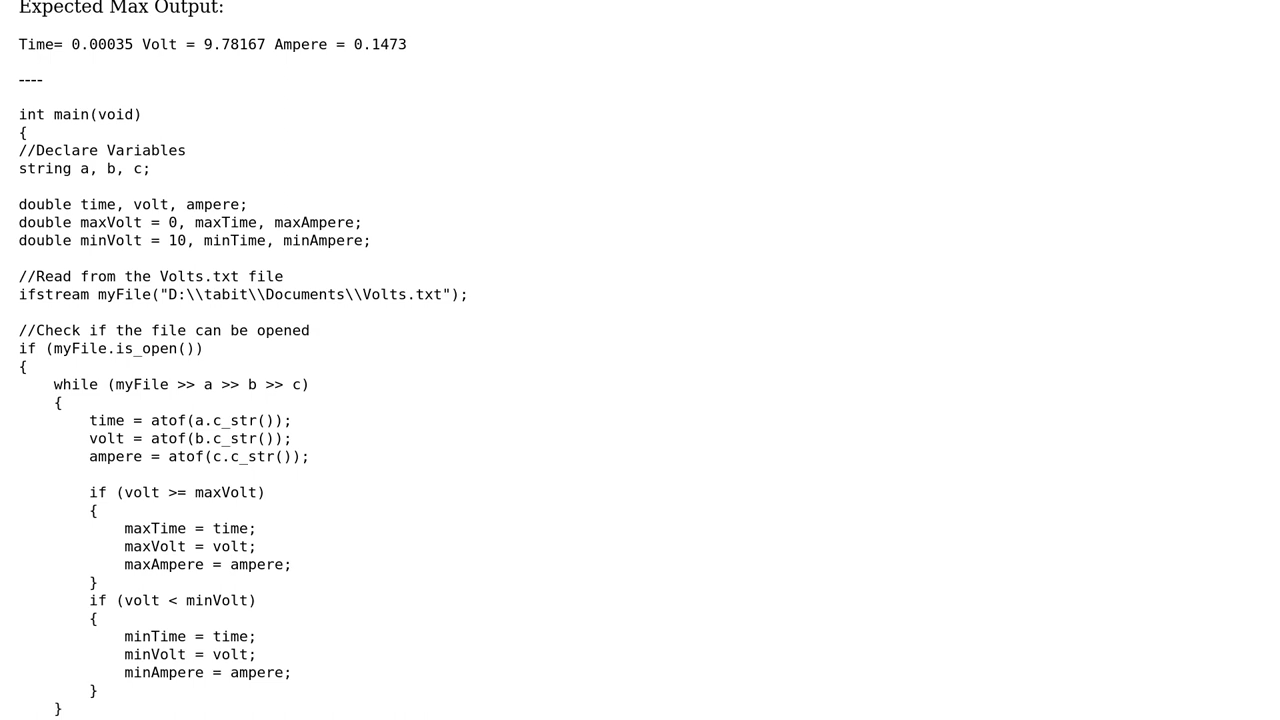 Expected Max Output:
Time= 0.00035 Volt = 9.78167 Ampere = 0.1473
----
int main(void)
{
//Declare Variables
string a, b, c;
double time, volt, ampere;
double maxVolt = 0, maxTime, maxAmpere;
double minVolt = 10, minTime, minAmpere;
//Read from the Volts.txt file
ifstream myFile("D:\\tabit\\Documents\\Volts.txt");
//Check if the file can be opened
if (myFile.is_open())
{
    while (myFile >> a >> b >> c)
    {
        time = atof(a.c_str());
        volt = atof(b.c_str());
        ampere = atof(c.c_str());
        if (volt >= maxVolt)
        {
            maxTime = time;
            maxVolt = volt;
            maxAmpere = ampere;
        }
        if (volt < minVolt)
        {
            minTime = time;
            minVolt = volt;
            minAmpere = ampere;
        }
    }